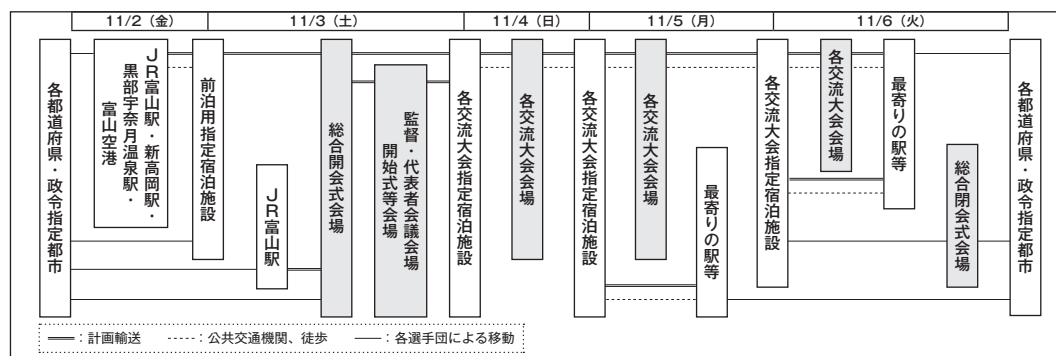 11/2（金）
11/3（土）
11/4（日）
11/5（月）
11/6（火）
各都道府県・政令指定都市
ＪＲ富山駅・新高岡駅・
黒部宇奈月温泉駅・
富山空港
前泊用指定宿泊施設
ＪＲ富山駅
総合開会式会場
監督・代表者会議会場
開始式等会場
各交流大会指定宿泊施設
各交流大会会場
各交流大会指定宿泊施設
各交流大会会場
最寄りの駅等
各交流大会指定宿泊施設
各交流大会会場
最寄りの駅等
総合閉会式会場
各都道府県・政令指定都市
：計画輸送
：公共交通機関、徒歩
：各選手団による移動